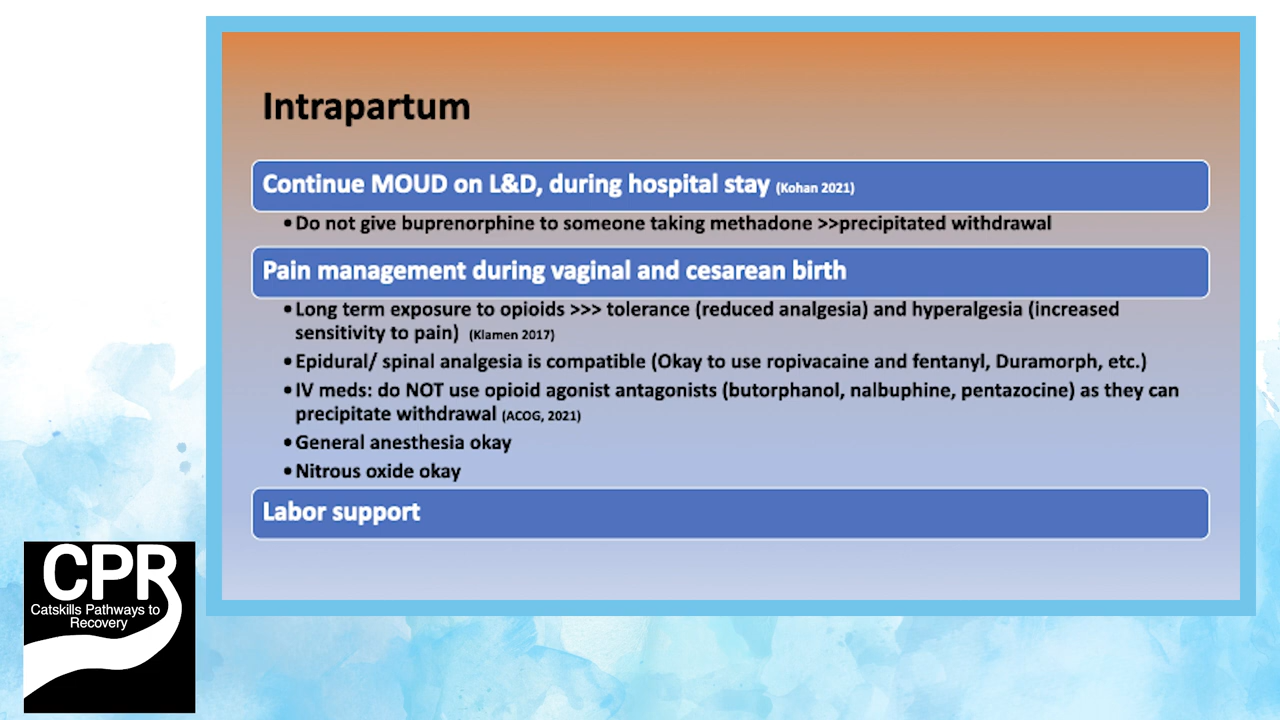 Intrapartum
Continue MOUD on L&D, during hospital stay (Kohan 2021)
•Do not give buprenorphine to someone taking methadone >>precipitated withdrawal
Pain management during vaginal and cesarean birth
•Long term exposure to opioids >>> tolerance (reduced analgesia) and hyperalgesia (increased
sensitivity to pain) (Klamen 2017)
•Epidural/ spinal analgesia is compatible (Okay to use ropivacaine and fentanyl, Duramorph, etc.)
•IV meds: do NOT use opioid agonist antagonists (butorphanol, nalbuphine, pentazocine) as they can
precipitate withdrawal (ACOG, 2021)
•General anesthesia okay
•Nitrous oxide okay
Labor support
CPR
Catskills Pathways to
Recovery